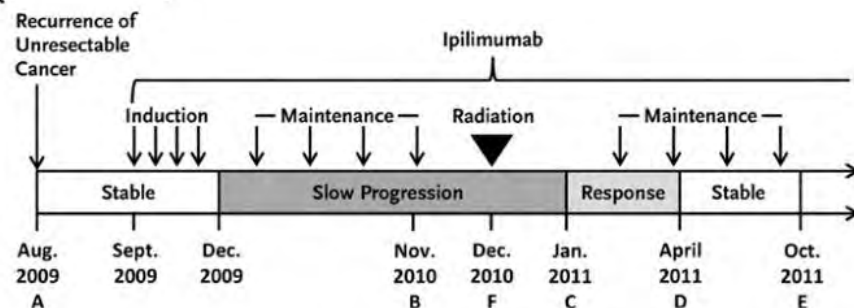 Recurrence of
Unresectable
Cancer
Ipilimumab
Induction
Maintenance
Radiation
Maintenance
Stable
Slow Progression
Response
Stable
Aug.
2009
A
Sept.
2009
Dec.
2009
Nov.
2010
B
Dec.
2010
F
Jan.
2011
C
April
2011
D
Oct.
2011
E